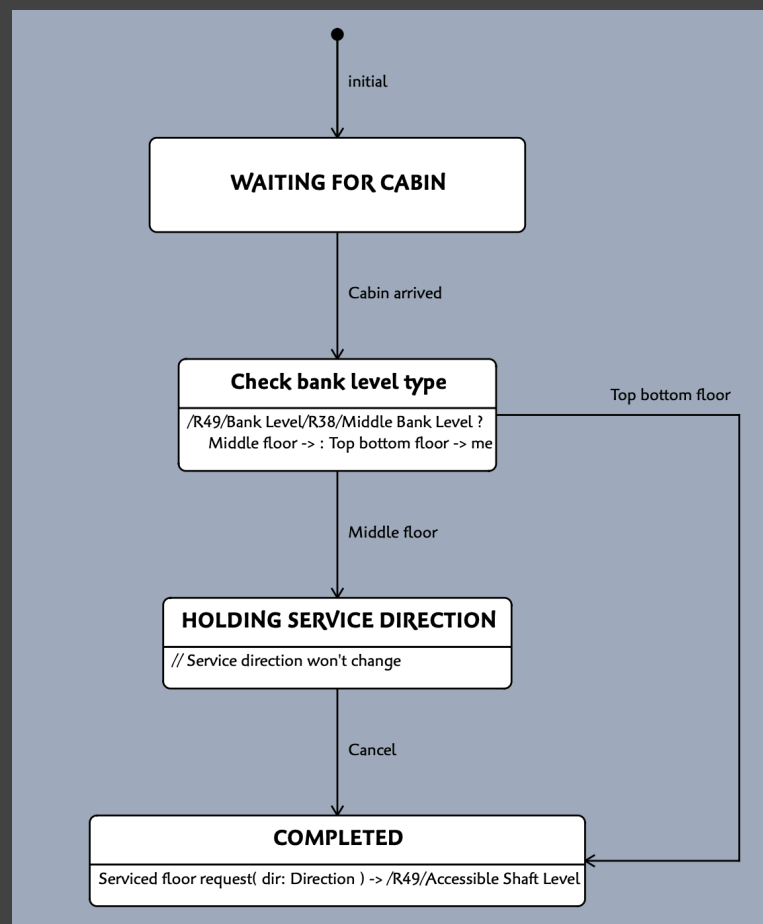 initial
WAITING FOR CABIN
Cabin arrived
Check bank level type
/R49/Bank Level/R38/Middle Bank Level ?
Middle floor -> : Top bottom floor -> me
Top bottom floor
Middle floor
HOLDING SERVICE DIRECTION
// Service direction won't change
Cancel
COMPLETED
Serviced floor request( dir: Direction ) -> /R49/Accessible Shaft Level